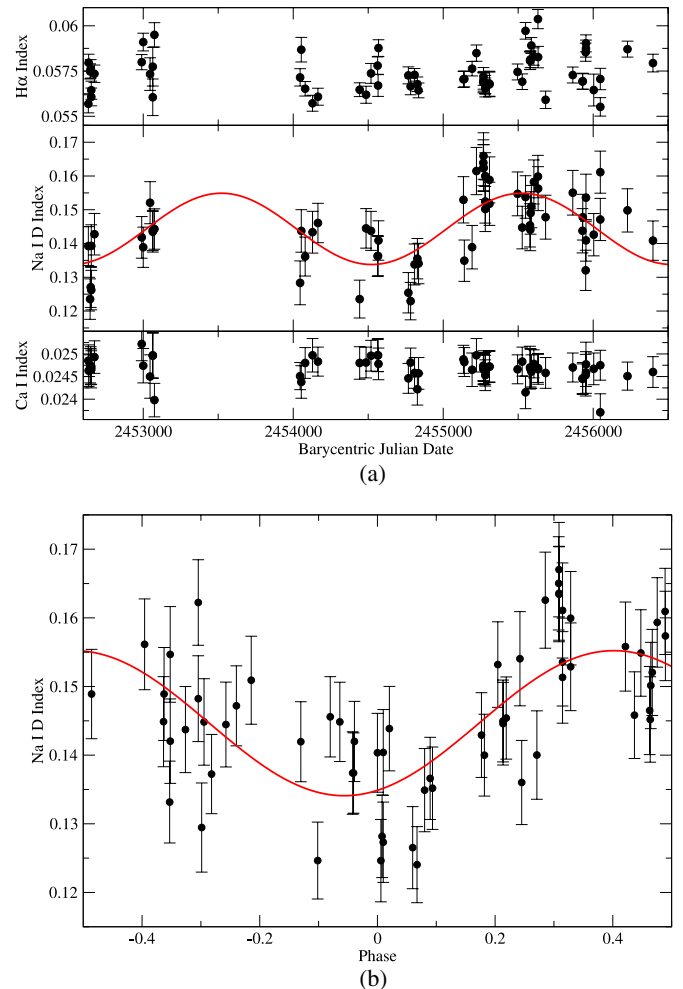 0.06
0.0575
0.055
Hα Index
0.17
0.16
0.15
0.14
0.13
0.12
Na I D Index
0.025
0.0245
0.024
Ca I Index
2453000 2454000 2455000 2456000
Barycentric Julian Date
(a)
0.17
0.16
0.15
0.14
0.13
0.12
Na I D Index
-0.4 -0.2 0 0.2 0.4
Phase
(b)